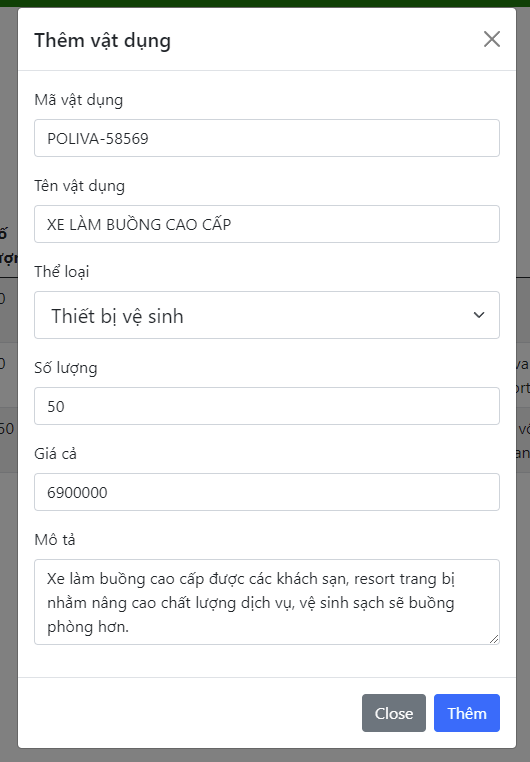 Thêm vật dụng
Mã vật dụng
POLIVA-58569
Tên vật dụng
XE LÀM BUỒNG CAO CẤP
Thể loại
Thiết bị vệ sinh
Số lượng
50
Giá cả
6900000
Mô tả
Xe làm buồng cao cấp được các khách sạn, resort trang bị
nhằm nâng cao chất lượng dịch vụ, vệ sinh sạch sẽ buồng
phòng hơn.
Close
Thêm